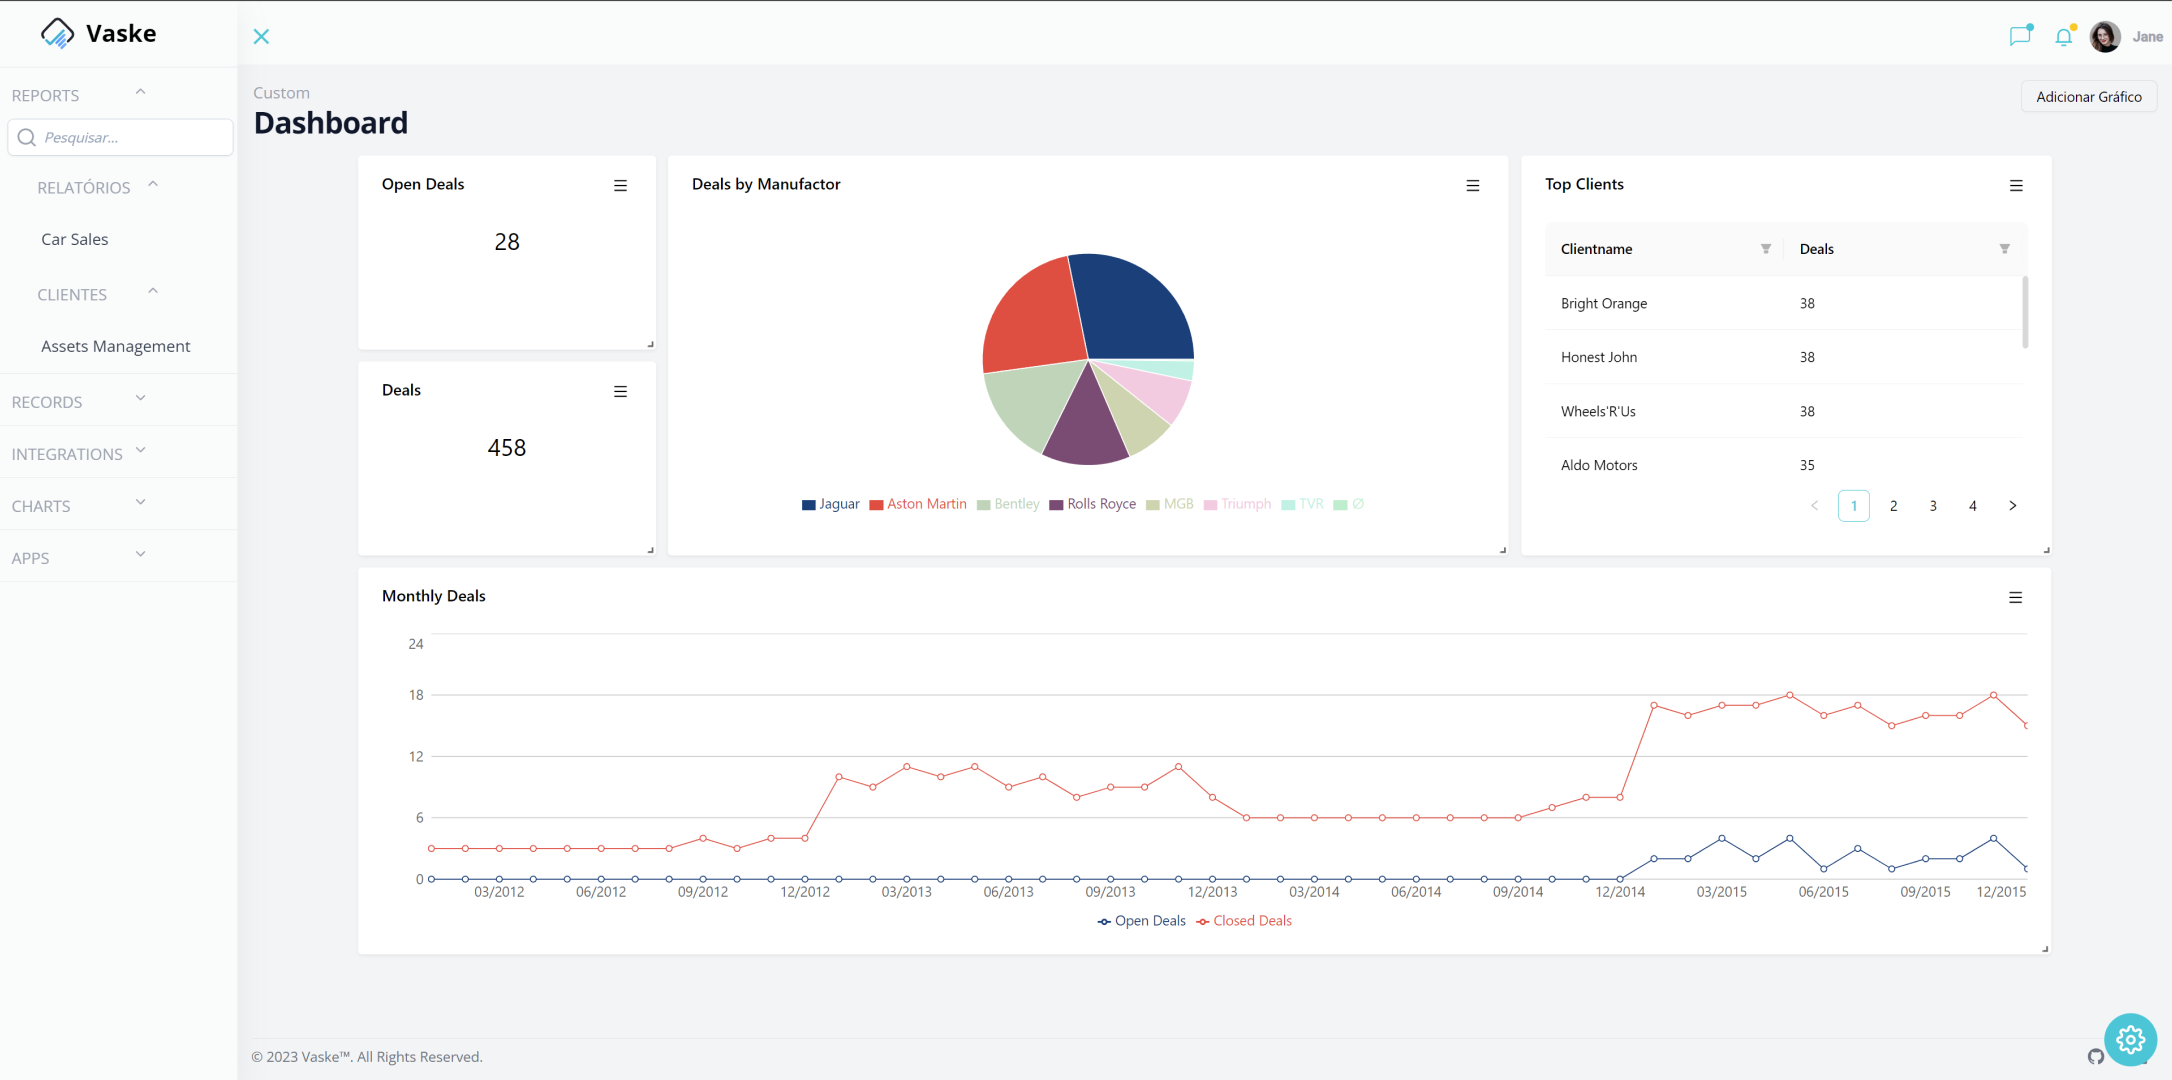 Vaske
Jane
REPORTS
Pesquisar...
RELATÓRIOS
Car Sales
CLIENTES
Assets Management
RECORDS
INTEGRATIONS
CHARTS
APPS
Custom
Dashboard
Adicionar Gráfico
Open Deals
28
Deals
458
Deals by Manufactor
Jaguar Aston Martin Bentley Rolls Royce MGB Triumph TVR Ø
Top Clients
Clientname Deals
Bright Orange 38
Honest John 38
Wheels'R'Us 38
Aldo Motors 35
1 2 3 4
Monthly Deals
24
18
12
6
0
03/2012 06/2012 09/2012 12/2012 03/2013 06/2013 09/2013 12/2013 03/2014 06/2014 09/2014 12/2014 03/2015 06/2015 09/2015 12/2015
Open Deals Closed Deals
© 2023 Vaske™. All Rights Reserved.